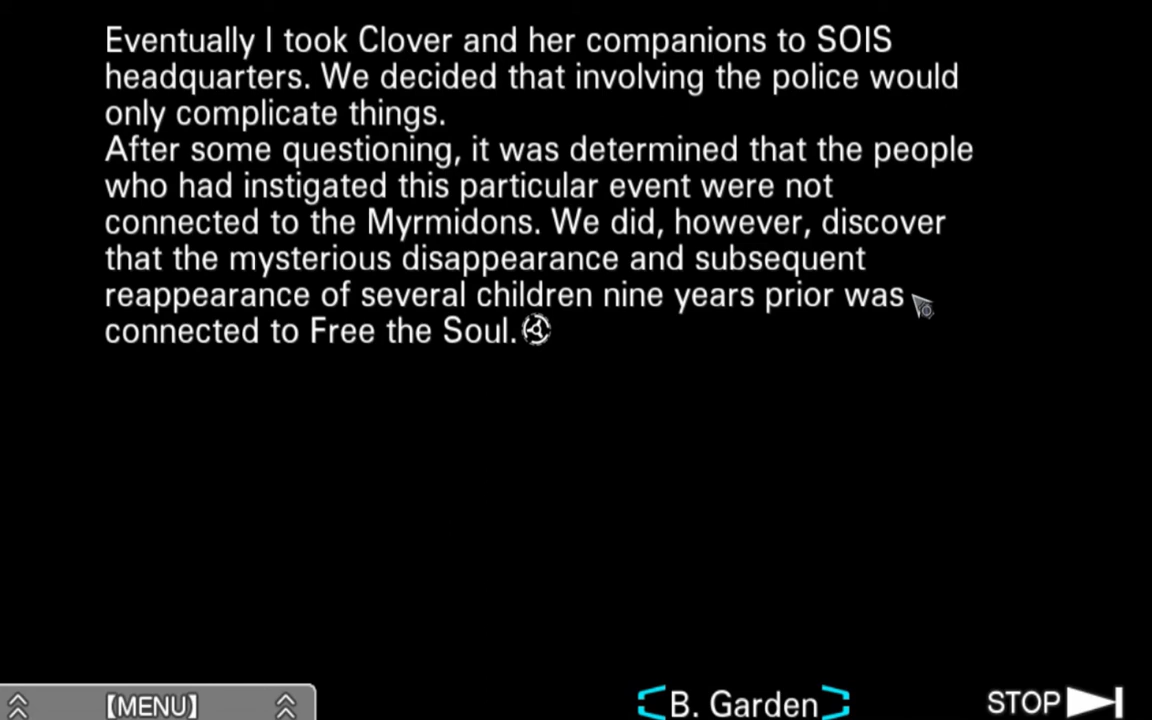 Eventually I took Clover and her companions to SOIS
headquarters. We decided that involving the police would
only complicate things.
After some questioning, it was determined that the people
who had instigated this particular event were not
connected to the Myrmidons. We did, however, discover
that the mysterious disappearance and subsequent
reappearance of several children nine years prior was
connected to Free the Soul.
【MENU】
B. Garden
STOP